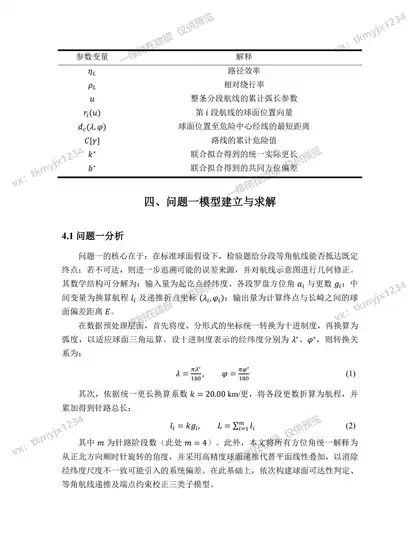 参数变量 解释
η_L 路径效率
ρ_L 相对绕行率
u 整条分段航线的累计弧长参数
r_i(u) 第 i 段航线的球面位置向量
d_c(λ, φ) 球面位置至危险中心经线的最短距离
C[γ] 路线的累计危险值
k* 联合拟合得到的统一实际更长
b* 联合拟合得到的共同方位偏差
四、问题一模型建立与求解
4.1 问题一分析
问题一的核心在于：在标准球面假设下，检验题给分段等角航线能否抵达既定
终点；若不可达，则进一步追溯可能的误差来源，并对航线示意图进行几何修正。
其数学结构可分解为：输入量为起讫点经纬度、各段罗盘方位角 α_i 与更数 g_i；中
间变量为换算航程 l_i 及递推折点坐标 (λ_i, φ_i)；输出量为计算终点与长崎之间的球
面偏差距离 E。
在数据预处理层面，首先将度、分形式的坐标统一转换为十进制度，再换算为
弧度，以适应球面三角运算。设十进制度表示的经纬度分别为 λ°、φ°，则转换关
系为：
λ = πλ°/180, φ = πφ°/180 (1)
其次，依据统一更长换算系数 k = 20.00 km/更，将各段更数折算为航程，并
累加得到针路总长：
l_i = kg_i, L = ∑_{i=1}^{m} l_i (2)
其中 m 为针路阶段数（此处 m = 4）。此外，本文将所有方位角统一解释为
从正北方向顺时针旋转的角度，并采用高精度球面递推代替平面线性叠加，以消除
经纬度尺度不一致可能引入的系统偏差。在此基础上，依次构建球面可达性判定、
等角航线递推及端点约束校正三类子模型。
vx: tkmyjx1234